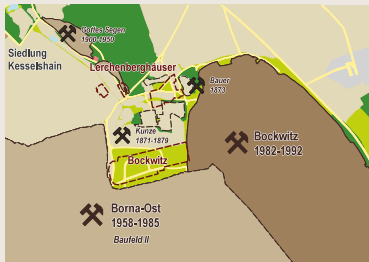 Gottes Segen
1900-1950
Siedlung
Kesselshain
Lerchenberghäuser
Bauer
1873
Kunze
1871-1879
Bockwitz
1982-1992
Bockwitz
Borna-Ost
1958-1985
Baufeld II